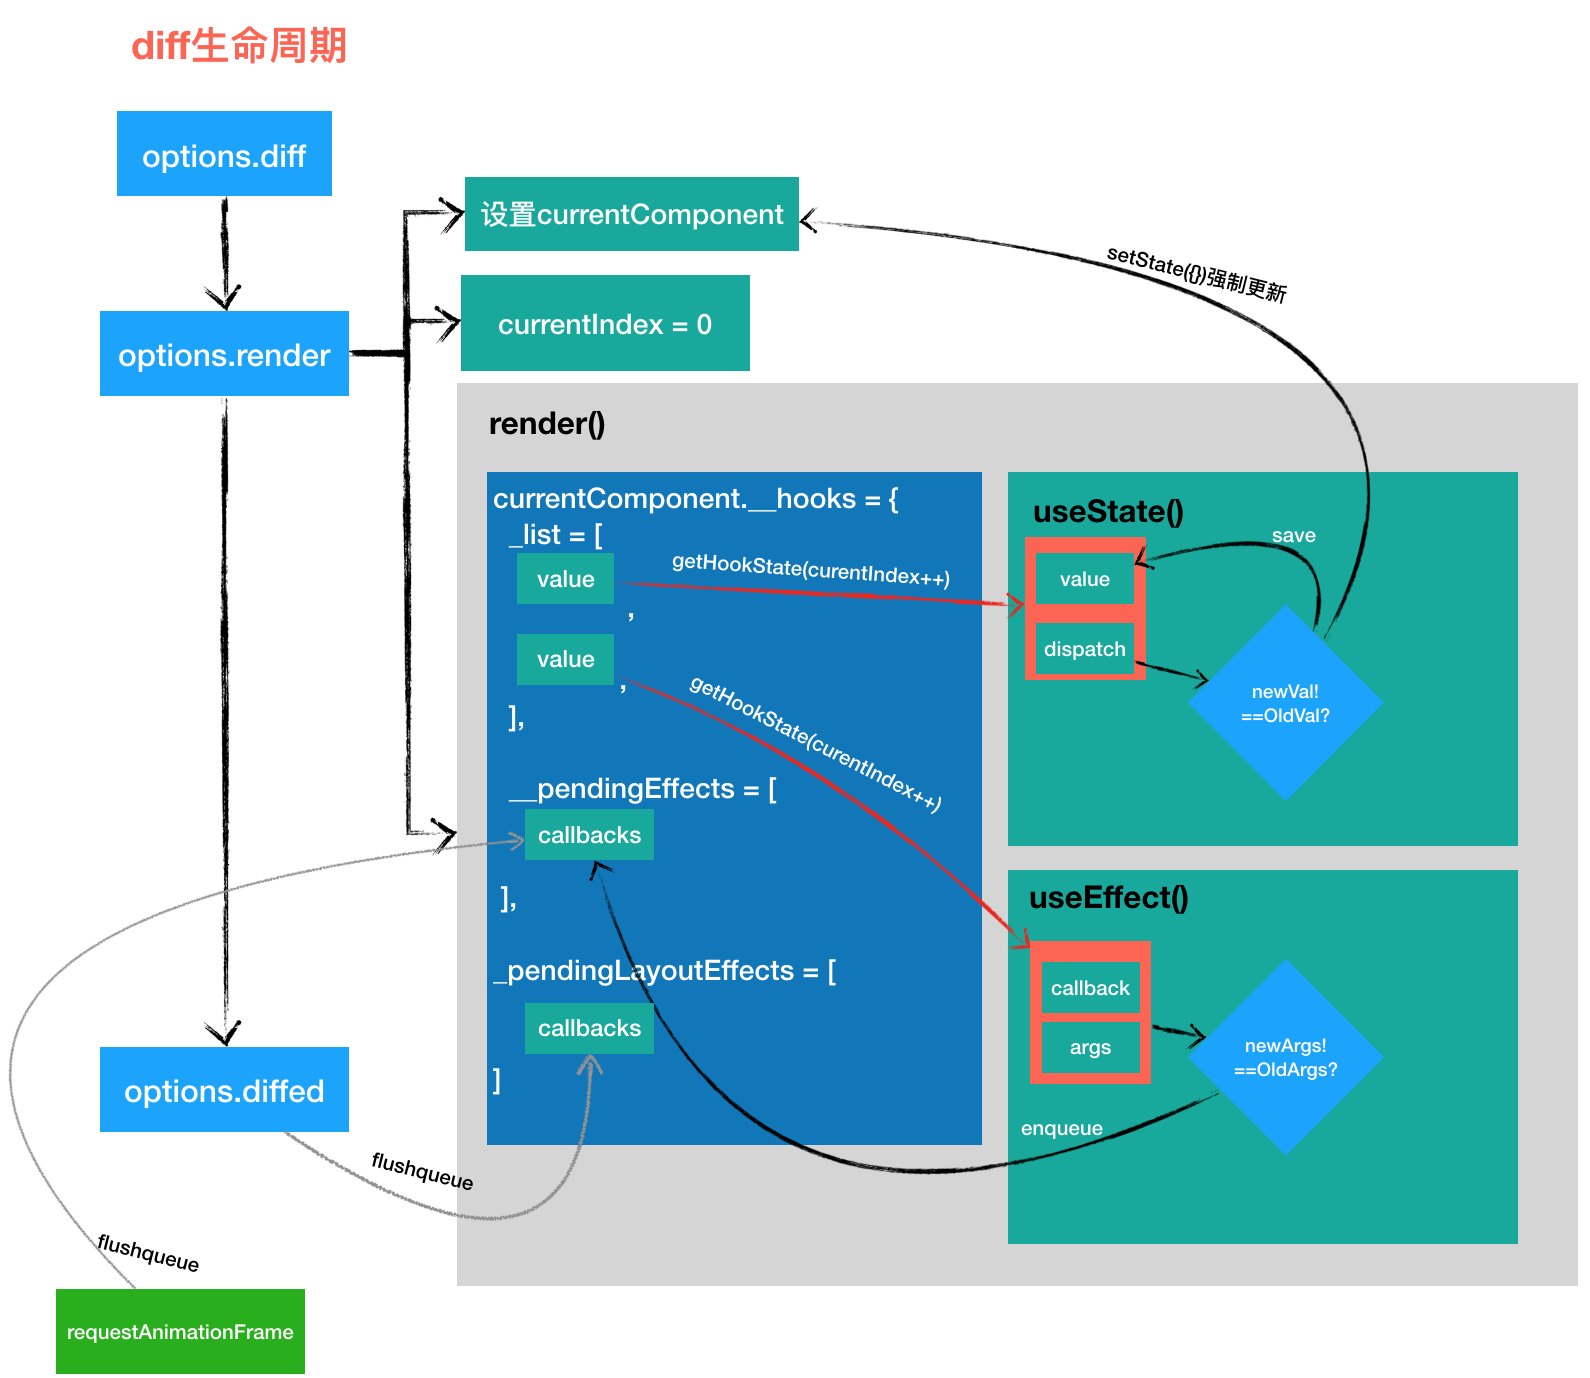 diff生命周期
options.diff
设置currentComponent
setState({})强制更新
currentIndex = 0
options.render
render()
currentComponent.__hooks = {
_list = [
value
,
value
,
],
getHookState(curentIndex++)
getHookState(curentIndex++)
__pendingEffects = [
callbacks
],
_pendingLayoutEffects = [
callbacks
]
useState()
save
value
dispatch
newVal!
==OldVal?
useEffect()
callback
args
newArgs!
==OldArgs?
enqueue
options.diffed
flushqueue
flushqueue
requestAnimationFrame